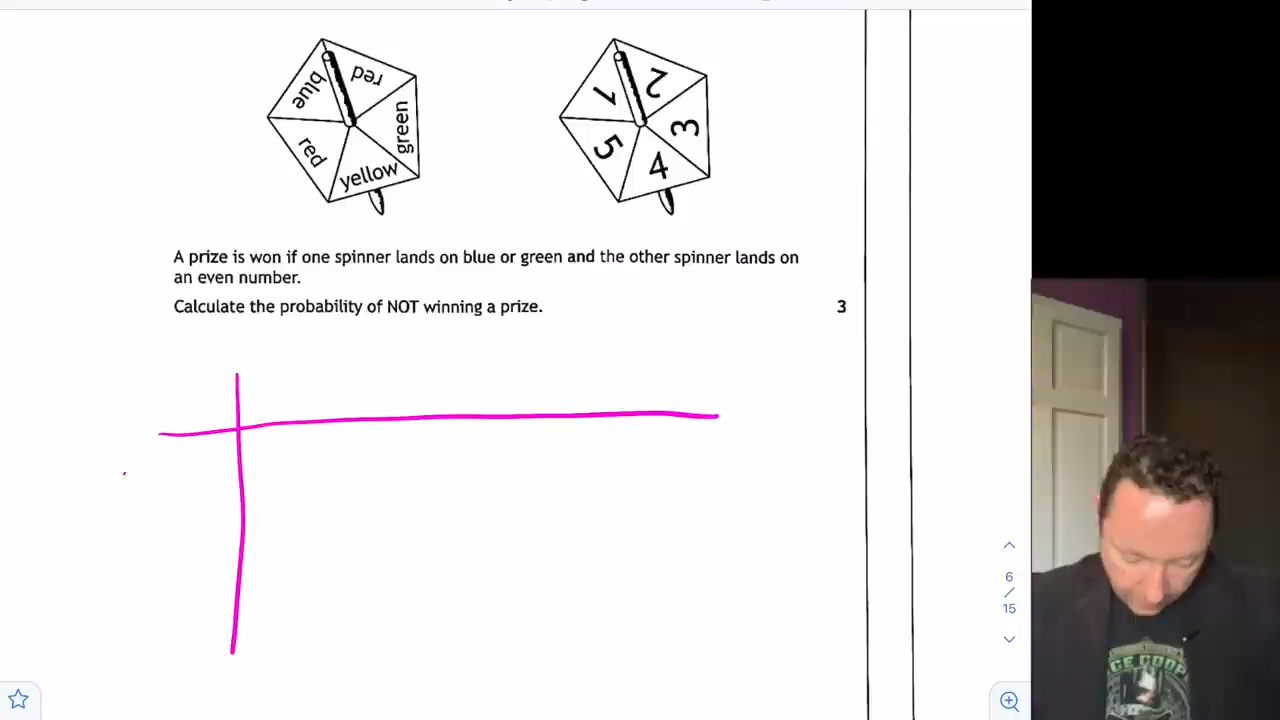 blue red green yellow red
1 2 3 4 5
A prize is won if one spinner lands on blue or green and the other spinner lands on
an even number.
Calculate the probability of NOT winning a prize.
3
6
/
15